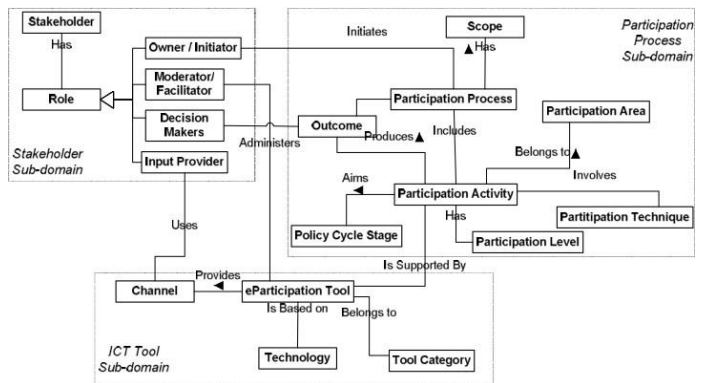 Stakeholder
Has
Role
Owner / Initiator
Moderator/
Facilitator
Decision
Makers
Input Provider
Stakeholder
Sub-domain
Initiates
Administers
Uses
Scope
Has
Participation
Process
Sub-domain
Participation Process
Outcome
Produces
Includes
Participation Area
Belongs to
Involves
Aims
Participation Activity
Has
Partitipation Technique
Policy Cycle Stage
Participation Level
Is Supported By
Channel
Provides
eParticipation Tool
Is Based on
Belongs to
Technology
Tool Category
ICT Tool
Sub-domain